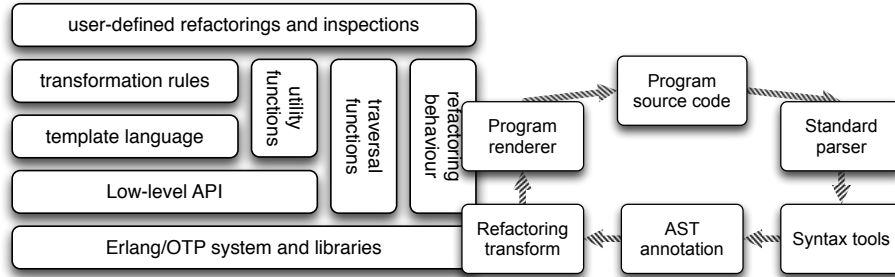 user-defined refactorings and inspections
transformation rules
template language
Low-level API
utility
functions
traversal
functions
refactoring
behaviour
Erlang/OTP system and libraries
Program
source code
Standard
parser
Syntax tools
AST
annotation
Refactoring
transform
Program
renderer